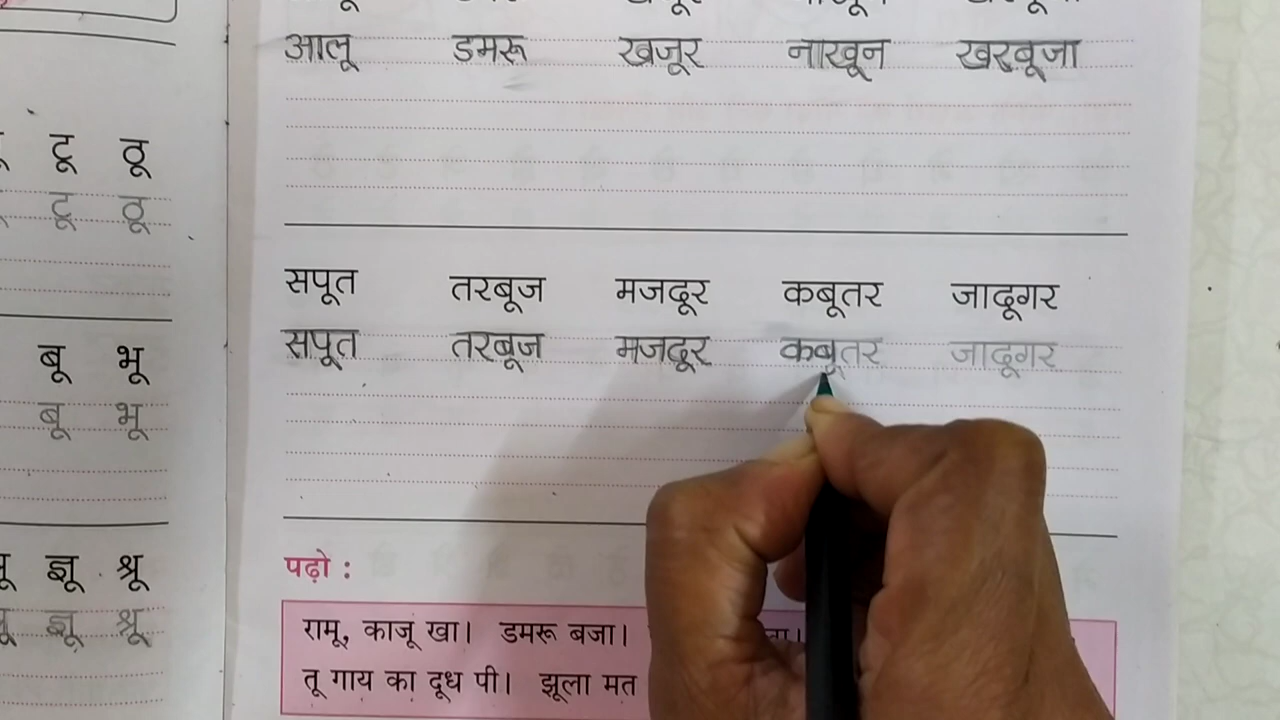 आलू डमरू खजूर नाखून खरबूजा
टू ठू
टू ठू
सपूत तरबूज मजदूर कबूतर जादूगर
सपूत तरबूज मजदूर कबूतर जादूगर
बू भू
बू भू
पढ़ो :
ज्ञू श्रू
ज्ञू श्रू
रामू, काजू खा। डमरू बजा।
तू गाय का दूध पी। झूला मत